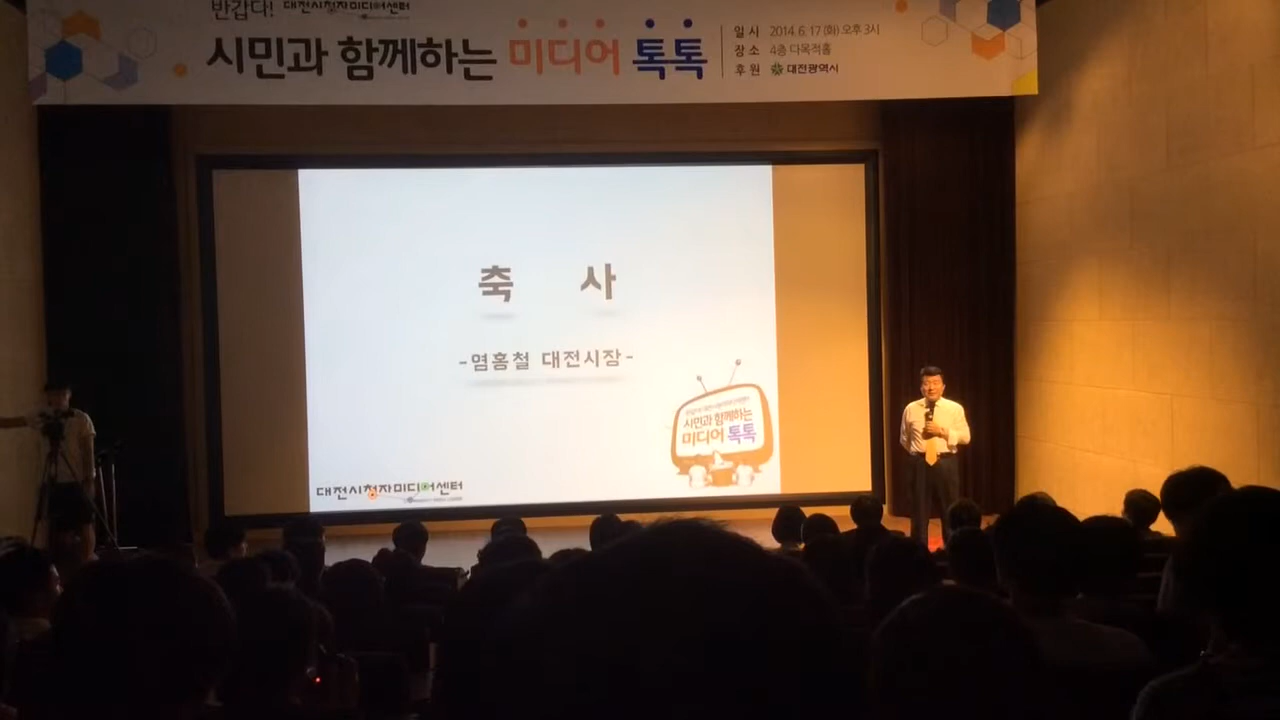 반갑다! 대전시청자미디어센터
시민과 함께하는 미디어 톡톡
일 시 2014. 6. 17 (화) 오후 3시
장 소 4층 다목적홀
후 원 대전광역시
축 사
-염홍철 대전시장-
시민과 함께하는
미디어 톡톡
대전시청자미디어센터